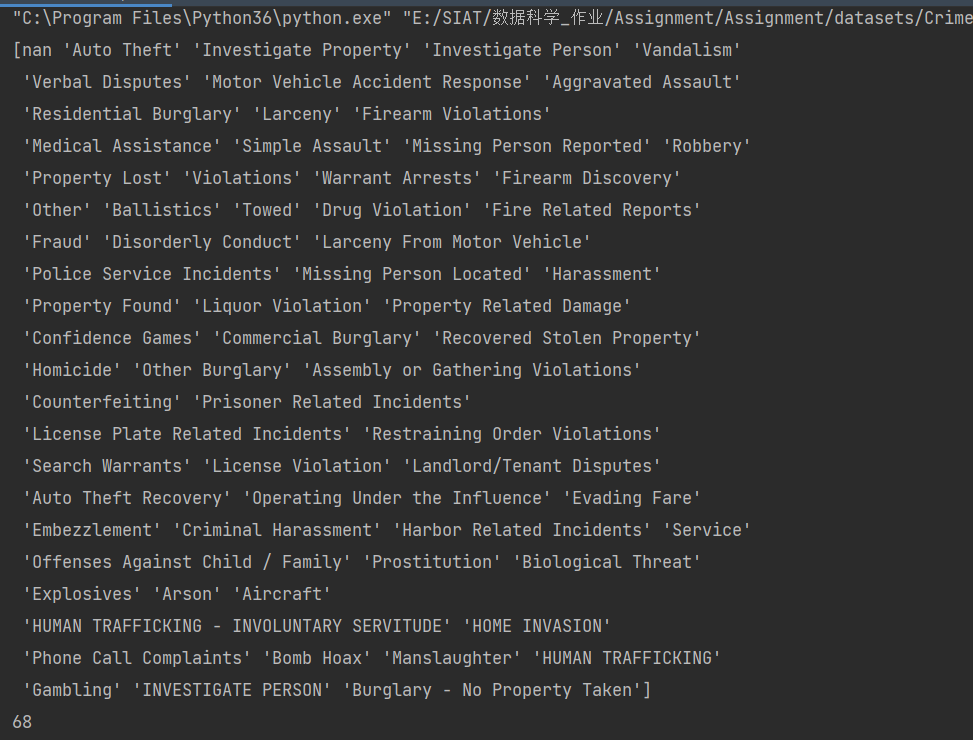 "C:\Program Files\Python36\python.exe" "E:/SIAT/数据科学_作业/Assignment/Assignment/datasets/Crime
[nan 'Auto Theft' 'Investigate Property' 'Investigate Person' 'Vandalism'
'Verbal Disputes' 'Motor Vehicle Accident Response' 'Aggravated Assault'
'Residential Burglary' 'Larceny' 'Firearm Violations'
'Medical Assistance' 'Simple Assault' 'Missing Person Reported' 'Robbery'
'Property Lost' 'Violations' 'Warrant Arrests' 'Firearm Discovery'
'Other' 'Ballistics' 'Towed' 'Drug Violation' 'Fire Related Reports'
'Fraud' 'Disorderly Conduct' 'Larceny From Motor Vehicle'
'Police Service Incidents' 'Missing Person Located' 'Harassment'
'Property Found' 'Liquor Violation' 'Property Related Damage'
'Confidence Games' 'Commercial Burglary' 'Recovered Stolen Property'
'Homicide' 'Other Burglary' 'Assembly or Gathering Violations'
'Counterfeiting' 'Prisoner Related Incidents'
'License Plate Related Incidents' 'Restraining Order Violations'
'Search Warrants' 'License Violation' 'Landlord/Tenant Disputes'
'Auto Theft Recovery' 'Operating Under the Influence' 'Evading Fare'
'Embezzlement' 'Criminal Harassment' 'Harbor Related Incidents' 'Service'
'Offenses Against Child / Family' 'Prostitution' 'Biological Threat'
'Explosives' 'Arson' 'Aircraft'
'HUMAN TRAFFICKING - INVOLUNTARY SERVITUDE' 'HOME INVASION'
'Phone Call Complaints' 'Bomb Hoax' 'Manslaughter' 'HUMAN TRAFFICKING'
'Gambling' 'INVESTIGATE PERSON' 'Burglary - No Property Taken']
68